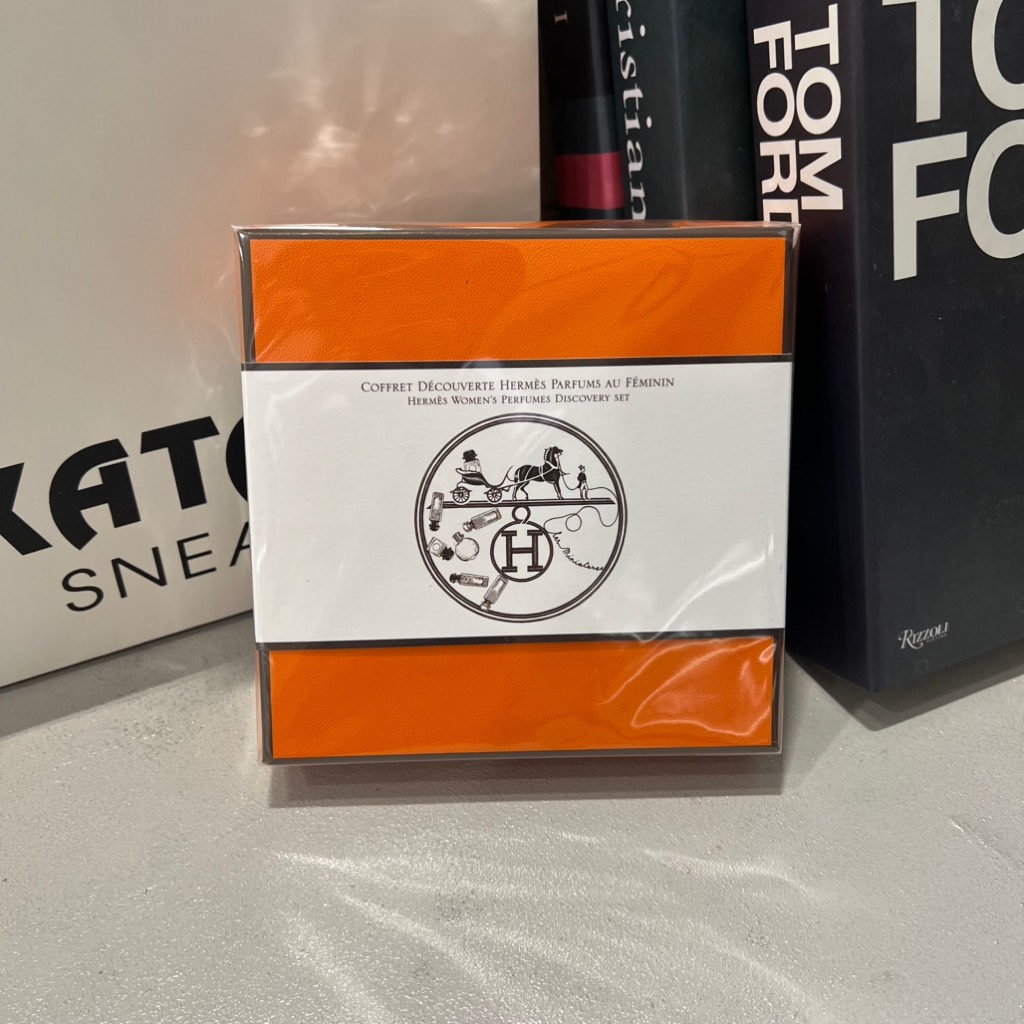 I
ristian
TOM
FORD
TO
FO
RIZZOLI
COFFRET DÉCOUVERTE HERMÈS PARFUMS AU FÉMININ
HERMÈS WOMEN'S PERFUMES DISCOVERY SET
H
Les Miniatures
KATO
SNEA